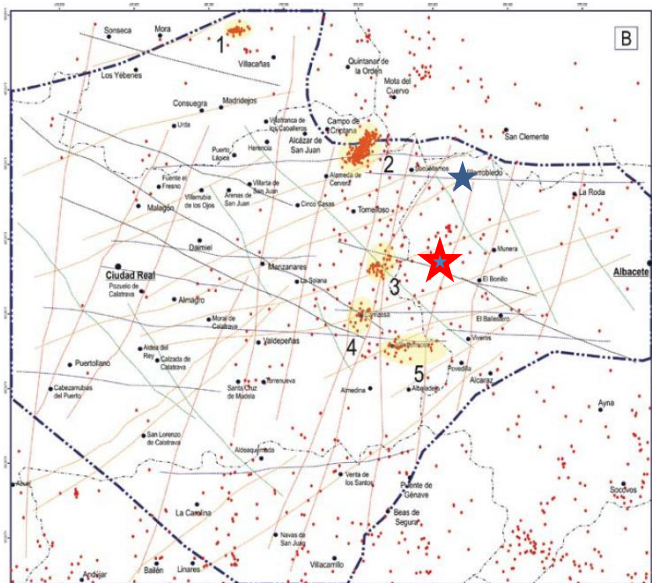 B
Sonseca
Mora
1
Villacañas
Los Yébenes
Quintanar de
la Orden
Mota del
Cuervo
Consuegra
Madridejos
Urda
Villafranca de
los Caballeros
Campo de
Criptana
San Clemente
Herencia
Alcázar de
San Juan
Puerto
Lápice
2
Fuente el
Fresno
Villarta de
San Juan
Alameda de
Cervera
Villarrubia
de los Ojos
Arenas de
San Juan
La Roda
Malagón
Cinco Casas
Tomelloso
Daimiel
Munera
Manzanares
Ciudad Real
Albacete
Pozuelo de
Calatrava
La Solana
3
El Bonillo
Almagro
Moral de
Calatrava
El Ballestero
Valdepeñas
4
Viveros
Aldea del
Rey
Calzada de
Calatrava
Puertollano
5
Povedilla
Alcaraz
Cabezarrubias
del Puerto
Santa Cruz
de Mudela
Torrenueva
Almedina
Albaladejo
Ayna
San Lorenzo
de Calatrava
Aldeaquemada
Venta de
los Santos
Puente de
Génave
Socovos
La Carolina
Beas de
Segura
Navas de
San Juan
Villacarrillo
Bailén
Linares
Andújar